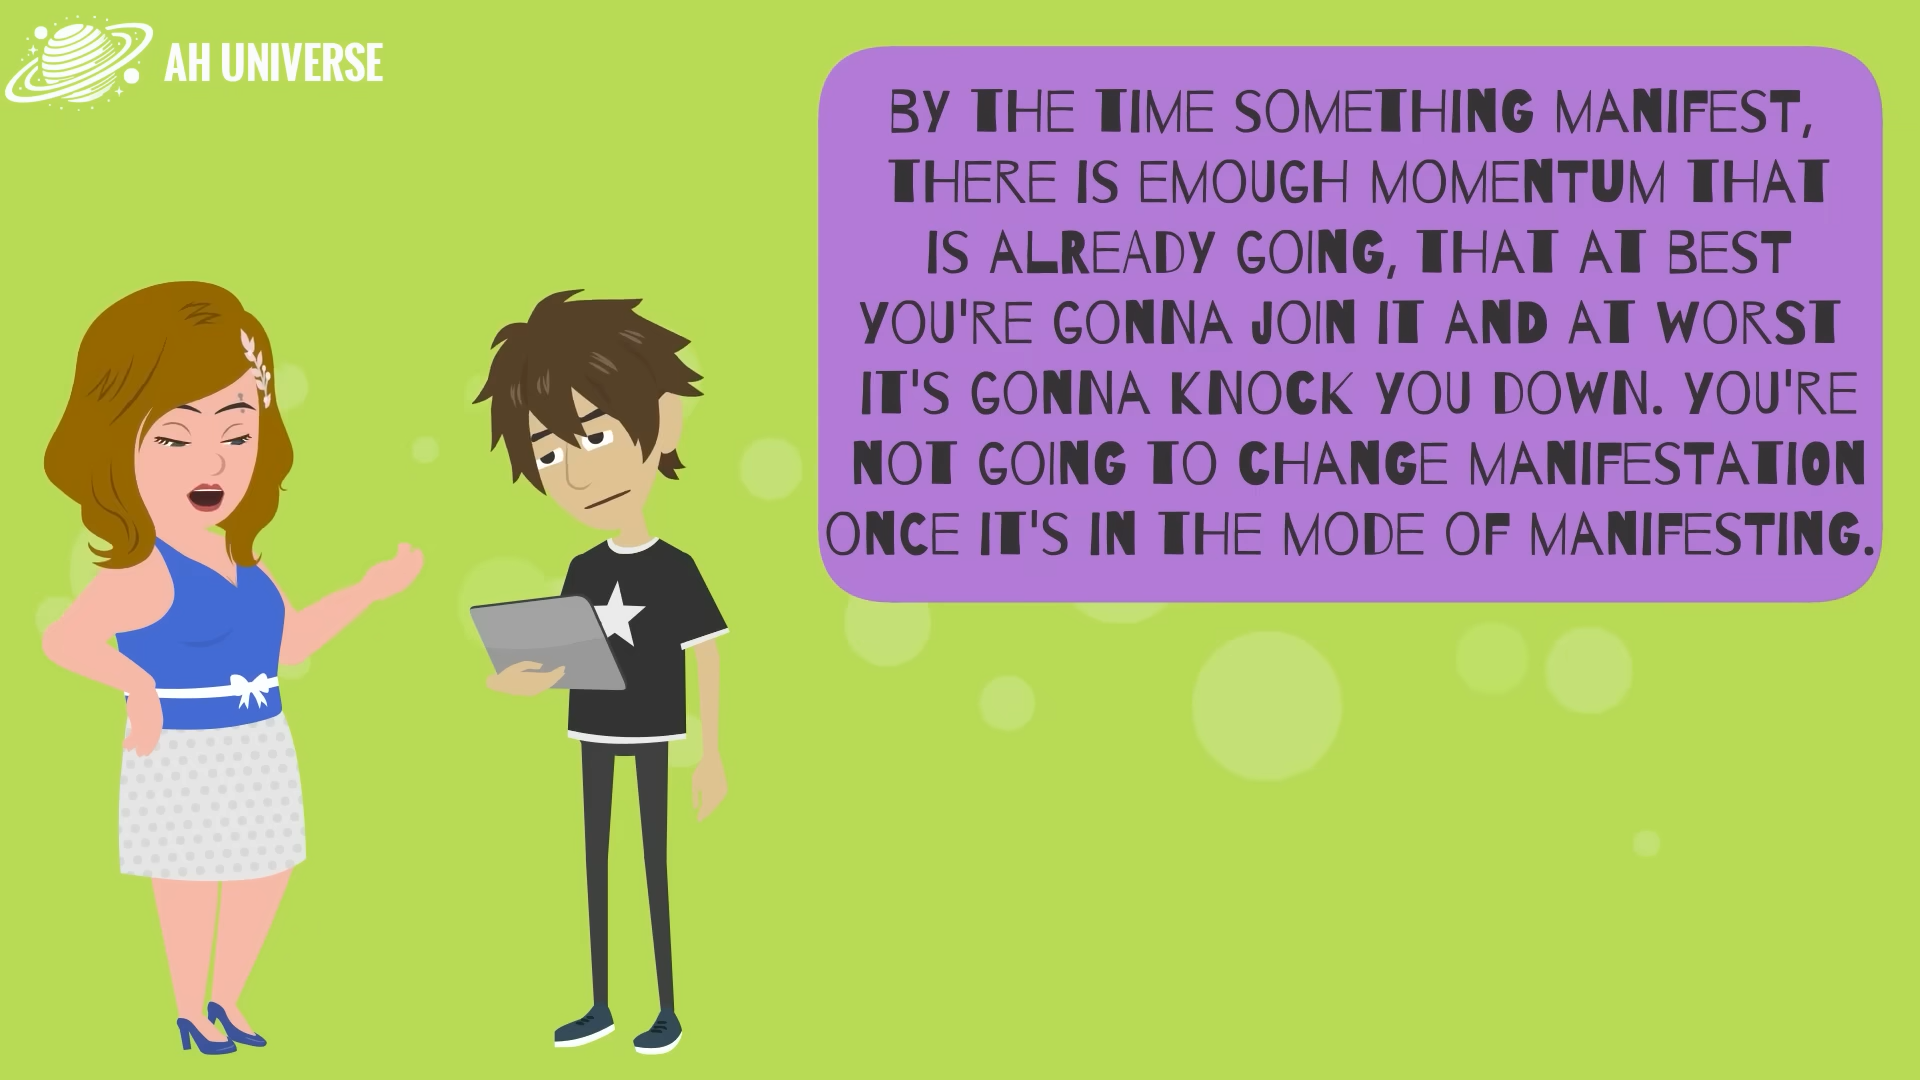 AH UNIVERSE
BY THE TIME SOMETHING MANIFEST,
THERE IS EMOUGH MOMENTUM THAT
IS ALREADY GOING, THAT AT BEST
YOU'RE GONNA JOIN IT AND AT WORST
IT'S GONNA KNOCK YOU DOWN. YOU'RE
NOT GOING TO CHANGE MANIFESTATION
ONCE IT'S IN THE MODE OF MANIFESTING.